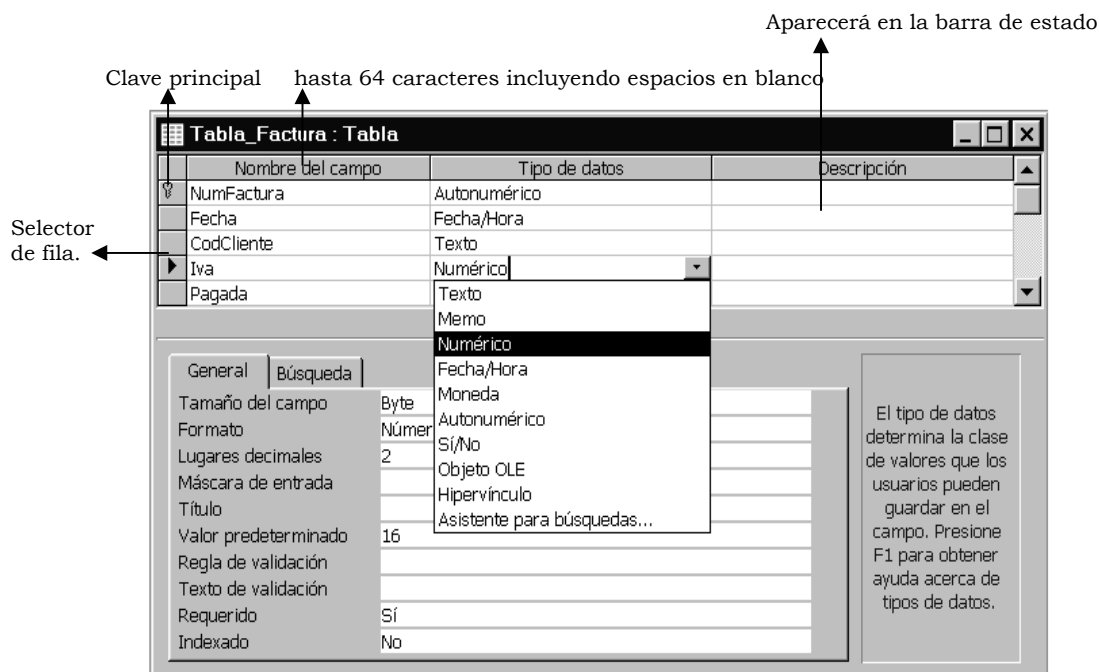 Aparecerá en la barra de estado
Clave principal hasta 64 caracteres incluyendo espacios en blanco
Tabla_Factura : Tabla
Nombre del campo Tipo de datos Descripción
NumFactura Autonumérico
Fecha Fecha/Hora
Selector
de fila.
CodCliente Texto
Iva Numérico
Pagada
Texto
Memo
Numérico
Fecha/Hora
Moneda
Autonumérico
Sí/No
Objeto OLE
Hipervínculo
Asistente para búsquedas...
General Búsqueda
Tamaño del campo Byte
Formato Númer
Lugares decimales 2
Máscara de entrada
Título
Valor predeterminado 16
Regla de validación
Texto de validación
Requerido Sí
Indexado No
El tipo de datos
determina la clase
de valores que los
usuarios pueden
guardar en el
campo. Presione
F1 para obtener
ayuda acerca de
tipos de datos.